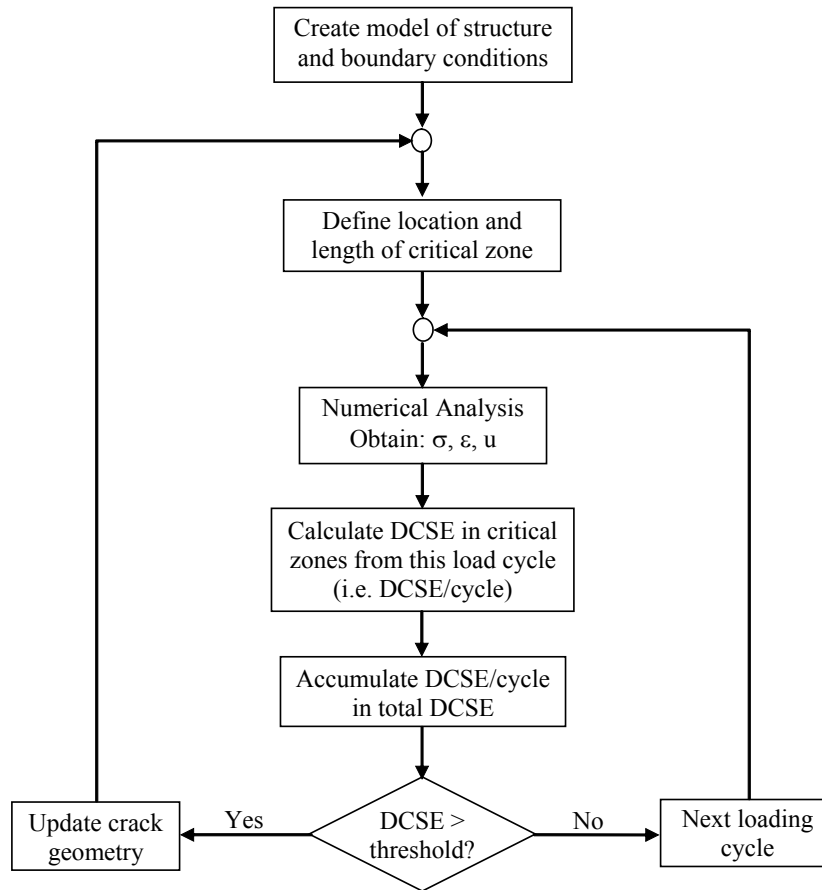 Create model of structure
and boundary conditions
Define location and
length of critical zone
Numerical Analysis
Obtain: σ, ε, u
Calculate DCSE in critical
zones from this load cycle
(i.e. DCSE/cycle)
Accumulate DCSE/cycle
in total DCSE
DCSE >
threshold?
Yes
No
Update crack
geometry
Next loading
cycle